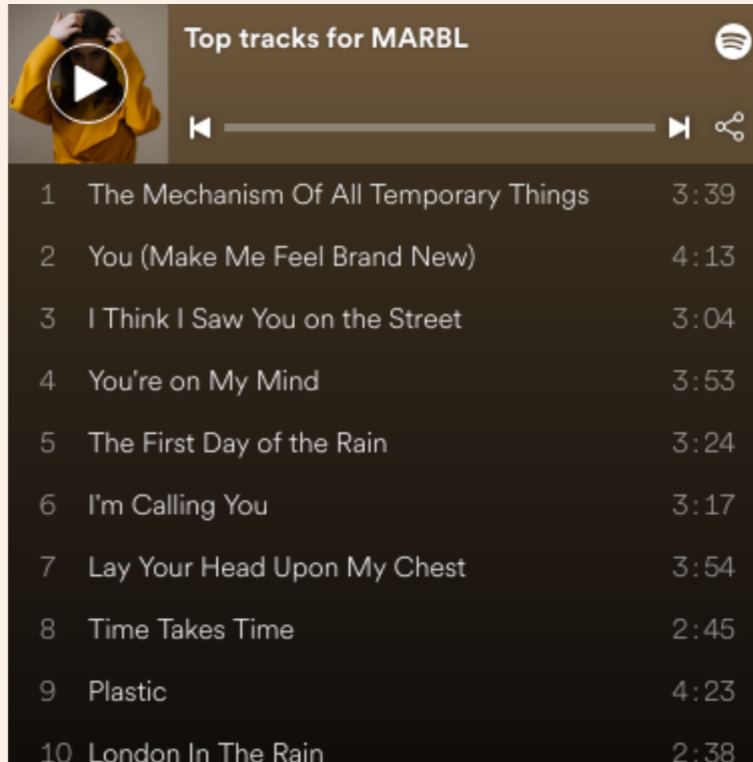 Top tracks for MARBL
1 The Mechanism Of All Temporary Things 3:39
2 You (Make Me Feel Brand New) 4:13
3 I Think I Saw You on the Street 3:04
4 You're on My Mind 3:53
5 The First Day of the Rain 3:24
6 I'm Calling You 3:17
7 Lay Your Head Upon My Chest 3:54
8 Time Takes Time 2:45
9 Plastic 4:23
10 London In The Rain 2:38